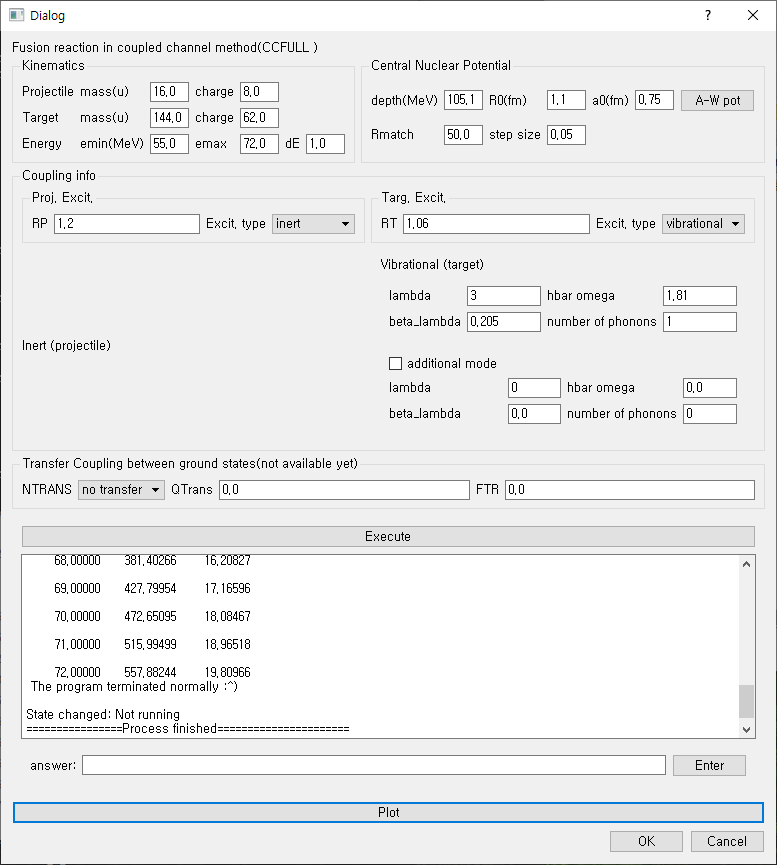 Dialog
Fusion reaction in coupled channel method(CCFULL )
Kinematics
Projectile mass(u) 16.0 charge 8.0
Target mass(u) 144.0 charge 62.0
Energy emin(MeV) 55.0 emax 72.0 dE 1.0
Central Nuclear Potential
depth(MeV) 105.1 R0(fm) 1.1 a0(fm) 0.75 A-W pot
Rmatch 50.0 step size 0.05
Coupling info
Proj. Excit.
RP 1.2 Excit. type inert
Targ. Excit.
RT 1.06 Excit. type vibrational
Inert (projectile)
Vibrational (target)
lambda 3 hbar omega 1.81
beta_lambda 0.205 number of phonons 1
additional mode
lambda 0 hbar omega 0.0
beta_lambda 0.0 number of phonons 0
Transfer Coupling between ground states(not available yet)
NTRANS no transfer QTrans 0.0 FTR 0.0
Execute
68.00000 381.40266 16.20827
69.00000 427.79954 17.16596
70.00000 472.65095 18.08467
71.00000 515.99499 18.96518
72.00000 557.88244 19.80966
The program terminated normally :^)
State changed: Not running
================Process finished======================
answer: Enter
Plot
OK Cancel